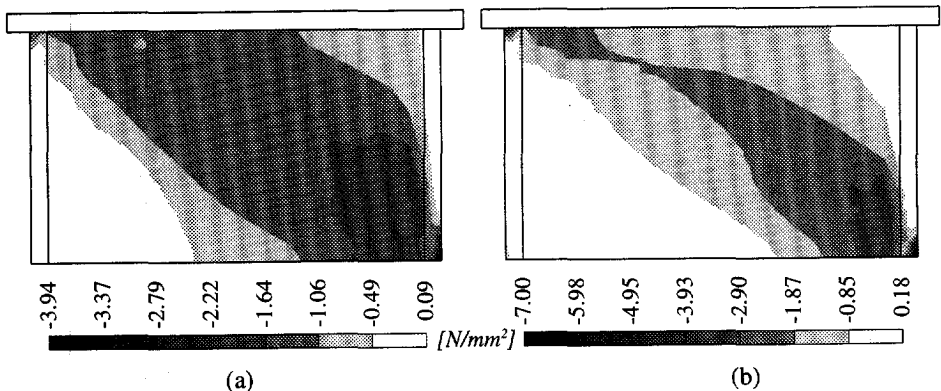 -3.94 -3.37 -2.79 -2.22 -1.64 -1.06 -0.49 0.09
[N/mm²]
-7.00 -5.98 -4.95 -3.93 -2.90 -1.87 -0.85 0.18
(a)
(b)